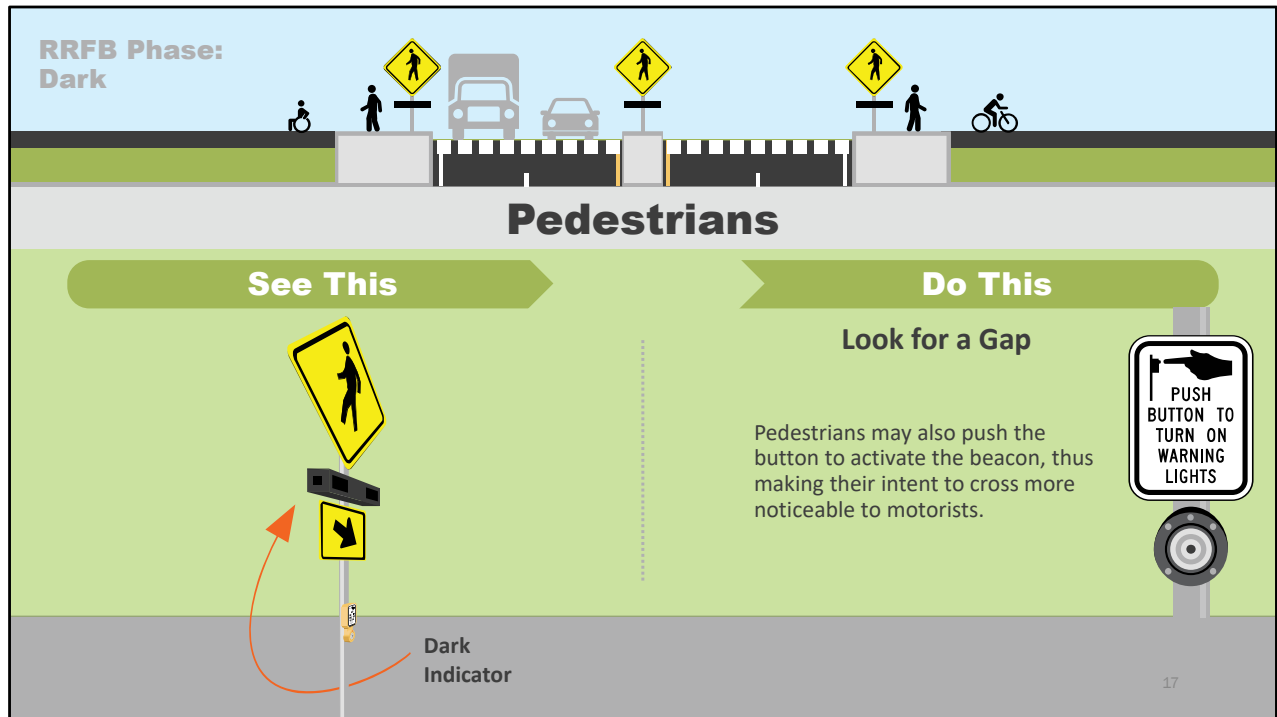 RRFB Phase:
Dark
Pedestrians
See This
Do This
Look for a Gap
Pedestrians may also push the
button to activate the beacon, thus
making their intent to cross more
noticeable to motorists.
PUSH
BUTTON TO
TURN ON
WARNING
LIGHTS
Dark
Indicator
17